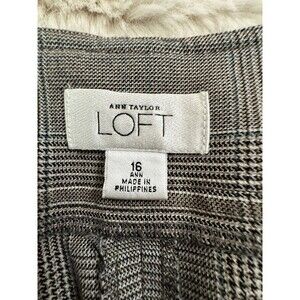 ANN TAYLOR
LOFT
16
ANN
MADE IN
PHILIPPINES